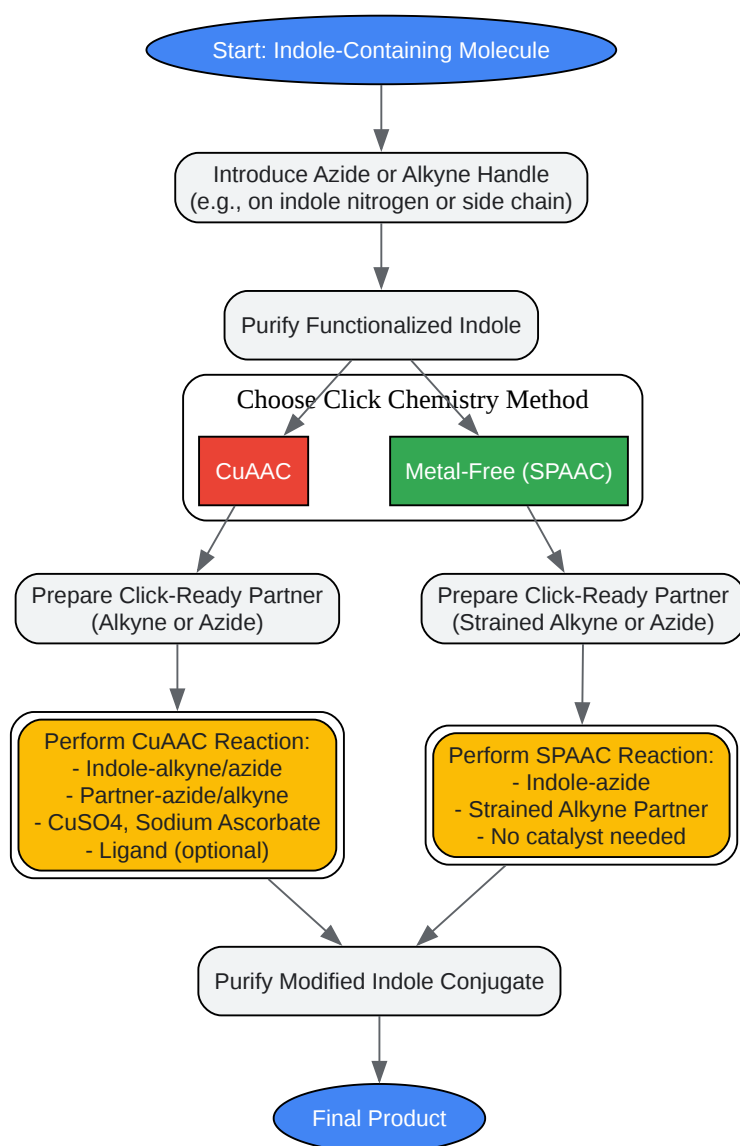 Start: Indole-Containing Molecule
Introduce Azide or Alkyne Handle
(e.g., on indole nitrogen or side chain)
Purify Functionalized Indole
Choose Click Chemistry Method
CuAAC
Metal-Free (SPAAC)
Prepare Click-Ready Partner
(Alkyne or Azide)
Prepare Click-Ready Partner
(Strained Alkyne or Azide)
Perform CuAAC Reaction:
- Indole-alkyne/azide
- Partner-azide/alkyne
- CuSO4, Sodium Ascorbate
- Ligand (optional)
Perform SPAAC Reaction:
- Indole-azide
- Strained Alkyne Partner
- No catalyst needed
Purify Modified Indole Conjugate
Final Product